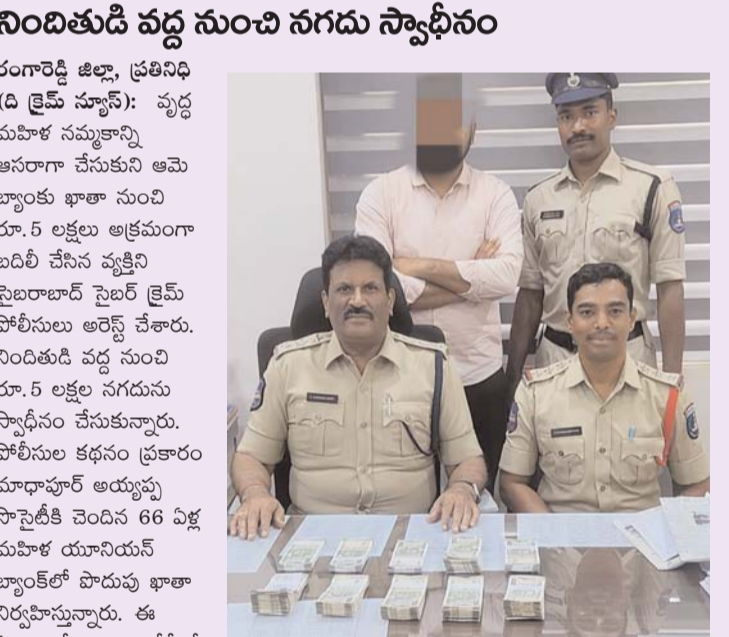 నిందితుడి వద్ద నుంచి నగదు స్వాధీనం
రంగారెడ్డి జిల్లా, ప్రతినిధి
(ది క్రైమ్ న్యూస్): వృద్ధ
మహిళ నమ్మకాన్ని
ఆసరాగా చేసుకుని ఆమె
బ్యాంకు ఖాతా నుంచి
రూ.5 లక్షలు అక్రమంగా
బదిలీ చేసిన వ్యక్తిని
సైబరాబాద్ సైబర్ క్రైమ్
పోలీసులు అరెస్ట్ చేశారు.
నిందితుడి వద్ద నుంచి
రూ.5 లక్షల నగదును
స్వాధీనం చేసుకున్నారు.
పోలీసుల కథనం ప్రకారం
మాధాపూర్ అయ్యప్ప
సొసైటీకి చెందిన 66 ఏళ్ల
మహిళ యూనియన్
బ్యాంక్‌లో పొదుపు ఖాతా
నిర్వహిస్తున్నారు. ఈ